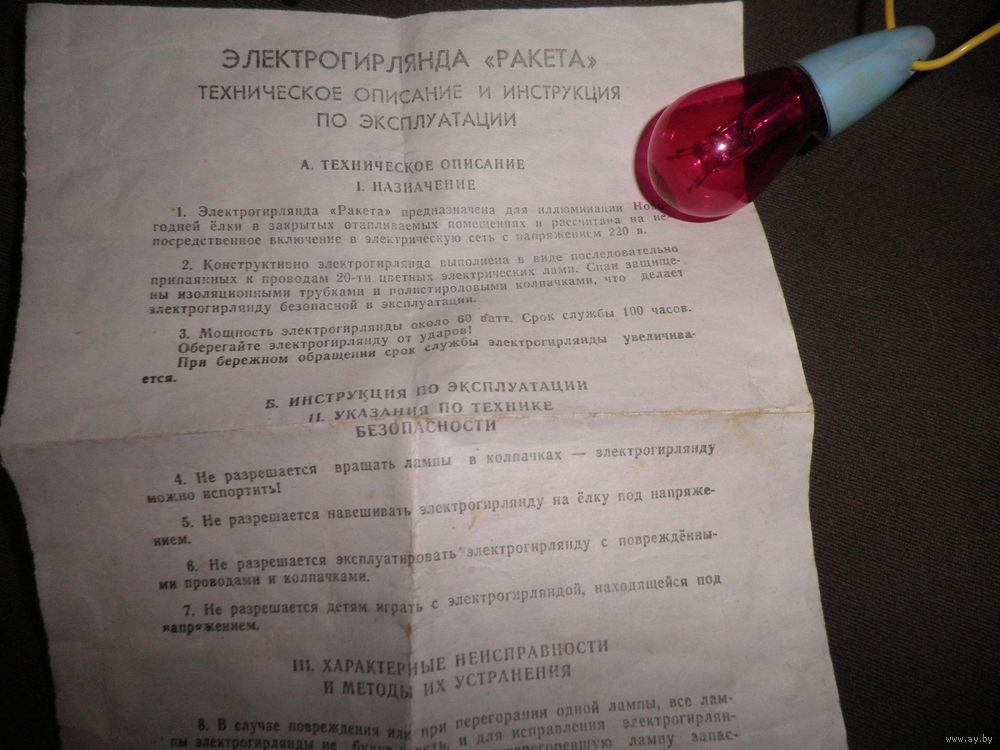 ЭЛЕКТРОГИРЛЯНДА «РАКЕТА»
ТЕХНИЧЕСКОЕ ОПИСАНИЕ И ИНСТРУКЦИЯ
ПО ЭКСПЛУАТАЦИИ
А. ТЕХНИЧЕСКОЕ ОПИСАНИЕ
I. НАЗНАЧЕНИЕ
1. Электрогирлянда «Ракета» предназначена для иллюминации Ново-
годней ёлки в закрытых отапливаемых помещениях и рассчитана на не-
посредственное включение в электрическую сеть с напряжением 220 в.
2. Конструктивно электрогирлянда выполнена в виде последовательно
припаянных к проводам 20-ти цветных электрических ламп. Спаи защище-
ны изоляционными трубками и полистироловыми колпачками, что делает
электрогирлянду безопасной в эксплуатации.
3. Мощность электрогирлянды около 60 ватт. Срок службы 100 часов.
Оберегайте электрогирлянду от ударов!
При бережном обращении срок службы электрогирлянды увеличива-
ется.
Б. ИНСТРУКЦИЯ ПО ЭКСПЛУАТАЦИИ
II. УКАЗАНИЯ ПО ТЕХНИКЕ
БЕЗОПАСНОСТИ
4. Не разрешается вращать лампы в колпачках — электрогирлянду
можно испортить!
5. Не разрешается навешивать электрогирлянду на ёлку под напряже-
нием.
6. Не разрешается эксплуатировать электрогирлянду с повреждённы-
ми проводами и колпачками.
7. Не разрешается детям играть с электрогирляндой, находящейся под
напряжением.
III. ХАРАКТЕРНЫЕ НЕИСПРАВНОСТИ
И МЕТОДЫ ИХ УСТРАНЕНИЯ
8. В случае повреждения или при перегорании одной лампы, все лам-
пы электрогирлянды не и для исправления электрогирлян-
перегоревшую лампу запас-
www.ay.by